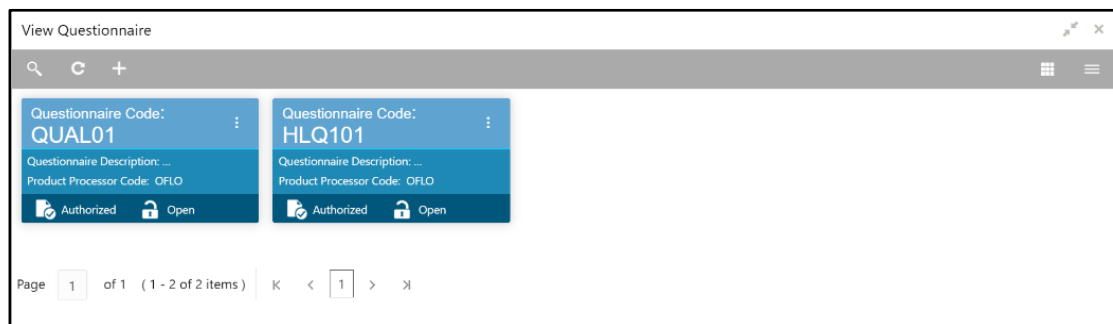 View Questionnaire
Questionnaire Code:
QUAL01
Questionnaire Description: ...
Product Processor Code: OFLO
Authorized Open
Questionnaire Code:
HLQ101
Questionnaire Description: ...
Product Processor Code: OFLO
Authorized Open
Page 1 of 1 ( 1 - 2 of 2 items ) 1